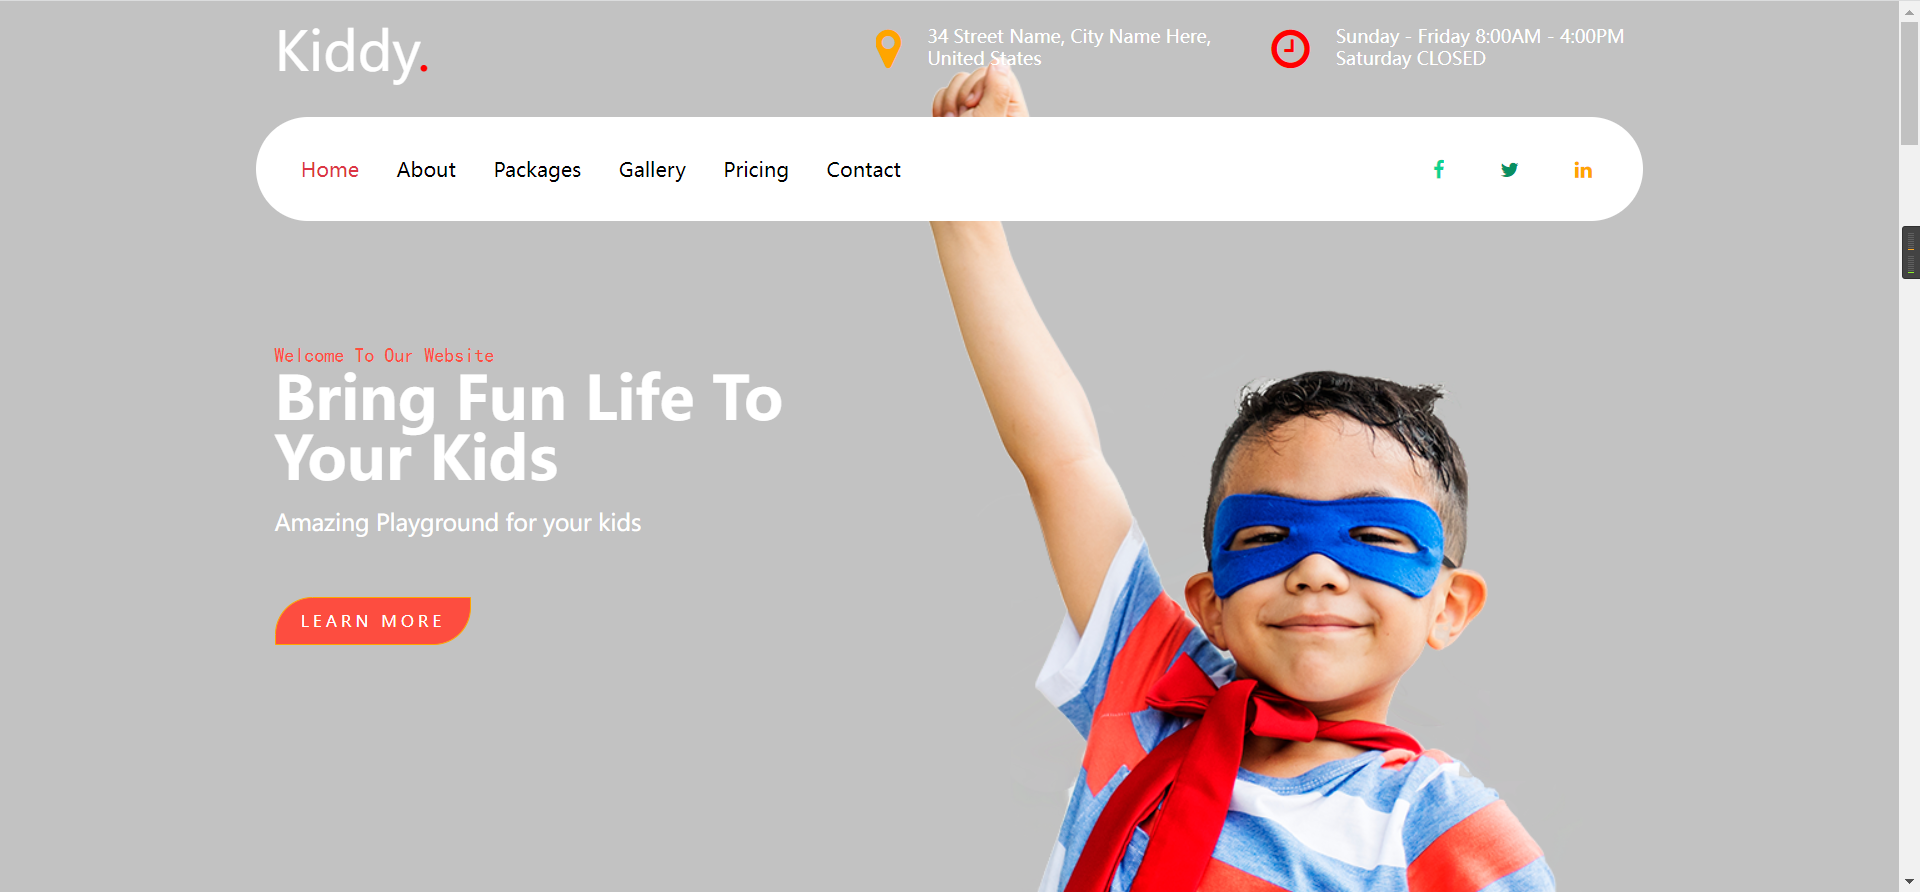 Kiddy.
34 Street Name, City Name Here,
United States
Sunday - Friday 8:00AM - 4:00PM
Saturday CLOSED
Home About Packages Gallery Pricing Contact
Welcome To Our Website
Bring Fun Life To
Your Kids
Amazing Playground for your kids
LEARN MORE